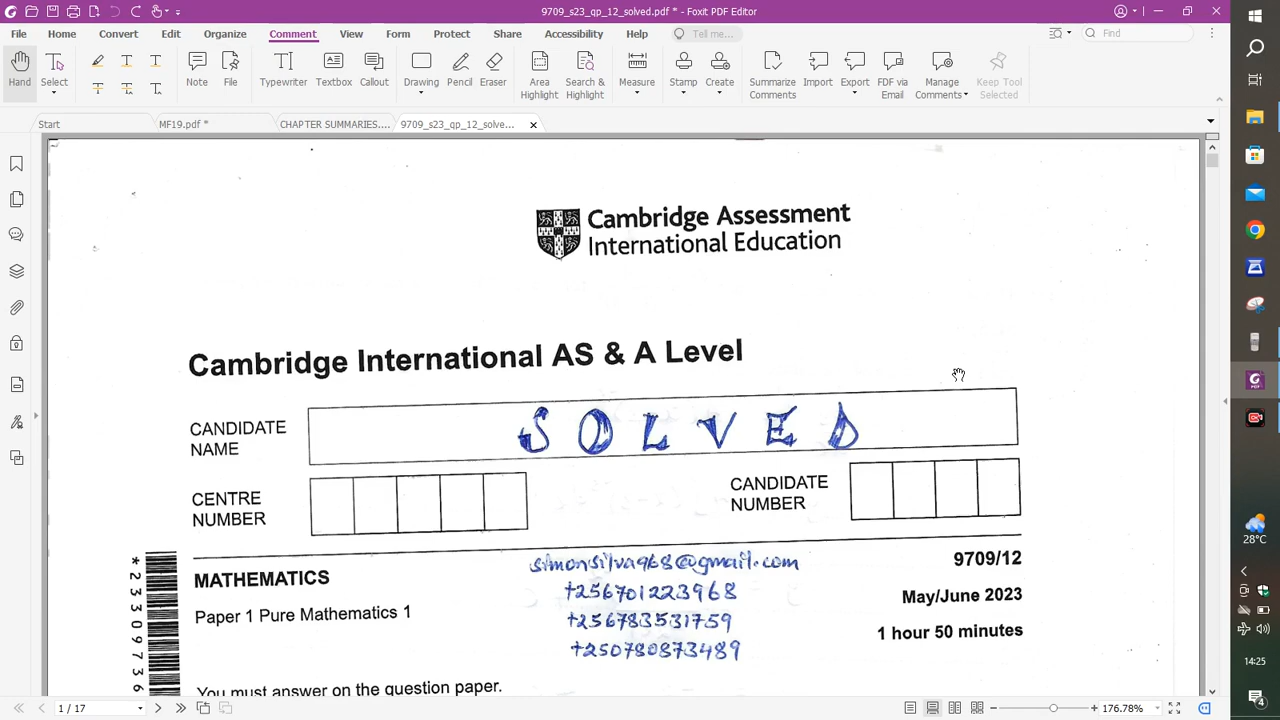 9709_s23_qp_12_solved.pdf * - Foxit PDF Editor
File Home Convert Edit Organize Comment View Form Protect Share Accessibility Help Tell me... Find
Hand Select Note File Typewriter Textbox Callout Drawing Pencil Eraser Area Highlight Search & Highlight Measure Stamp Create Summarize Comments Import Export FDF via Email Manage Comments Keep Tool Selected
Start MF19.pdf * CHAPTER SUMMARIES.... 9709_s23_qp_12_solve...
Cambridge Assessment
International Education
Cambridge International AS & A Level
CANDIDATE
NAME
SOLVED
CENTRE
NUMBER
CANDIDATE
NUMBER
MATHEMATICS
9709/12
Paper 1 Pure Mathematics 1
May/June 2023
1 hour 50 minutes
simonsilva968@gmail.com
+256701223968
+256783531759
+250780873489
You must answer on the question paper.
*23309736
1 / 17
176.78%
28°C
14:25
4